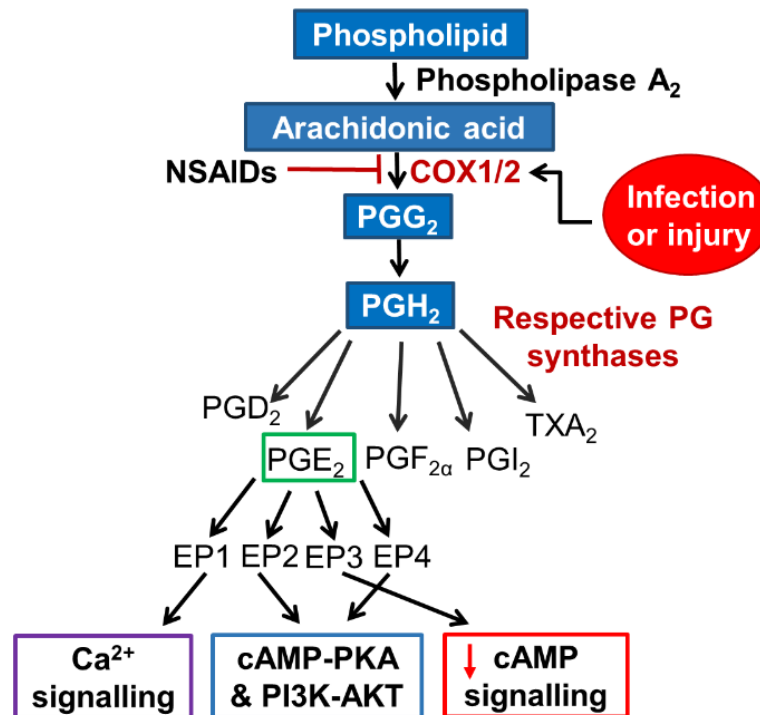 Phospholipid
Phospholipase A₂
Arachidonic acid
NSAIDs
COX1/2
Infection
or injury
PGG₂
PGH₂
Respective PG
synthases
PGD₂
PGE₂
PGF₂α
PGI₂
TXA₂
EP1
EP2
EP3
EP4
Ca²⁺
signalling
cAMP-PKA
& PI3K-AKT
↓ cAMP
signalling